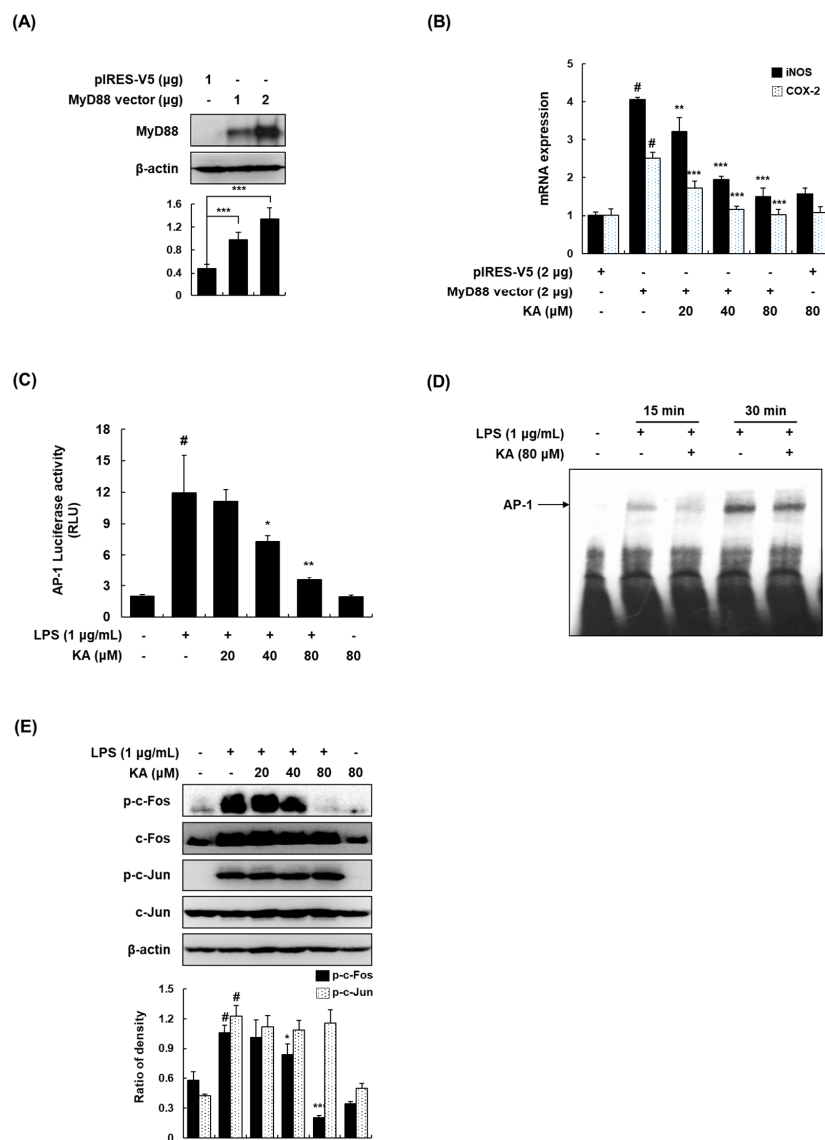 (A)
pIRES-V5 (µg) 1 - -
MyD88 vector (µg) - 1 2
MyD88
β-actin
***
***
1.6
1.2
0.8
0.4
0
(B)
iNOS
COX-2
5
4
3
2
1
0
mRNA expression
#
#
**
***
***
***
***
***
pIRES-V5 (2 µg) + - - - - +
MyD88 vector (2 µg) - + + + + -
KA (µM) - - 20 40 80 80
(C)
18
15
12
9
6
3
0
AP-1 Luciferase activity
(RLU)
#
*
**
LPS (1 µg/mL) - + + + + -
KA (µM) - - 20 40 80 80
(D)
15 min 30 min
LPS (1 µg/mL) - + + + +
KA (80 µM) - - + - +
AP-1
(E)
LPS (1 µg/mL) - + + + + -
KA (µM) - - 20 40 80 80
p-c-Fos
c-Fos
p-c-Jun
c-Jun
β-actin
p-c-Fos
p-c-Jun
1.5
1.2
0.9
0.6
0.3
0
Ratio of density
#
#
*
***